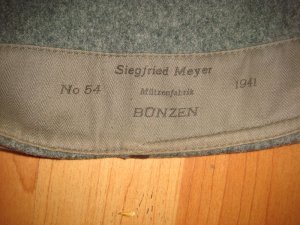 Siegfried Meyer
No 54 Mützenfabrik 1941
BÜNZEN